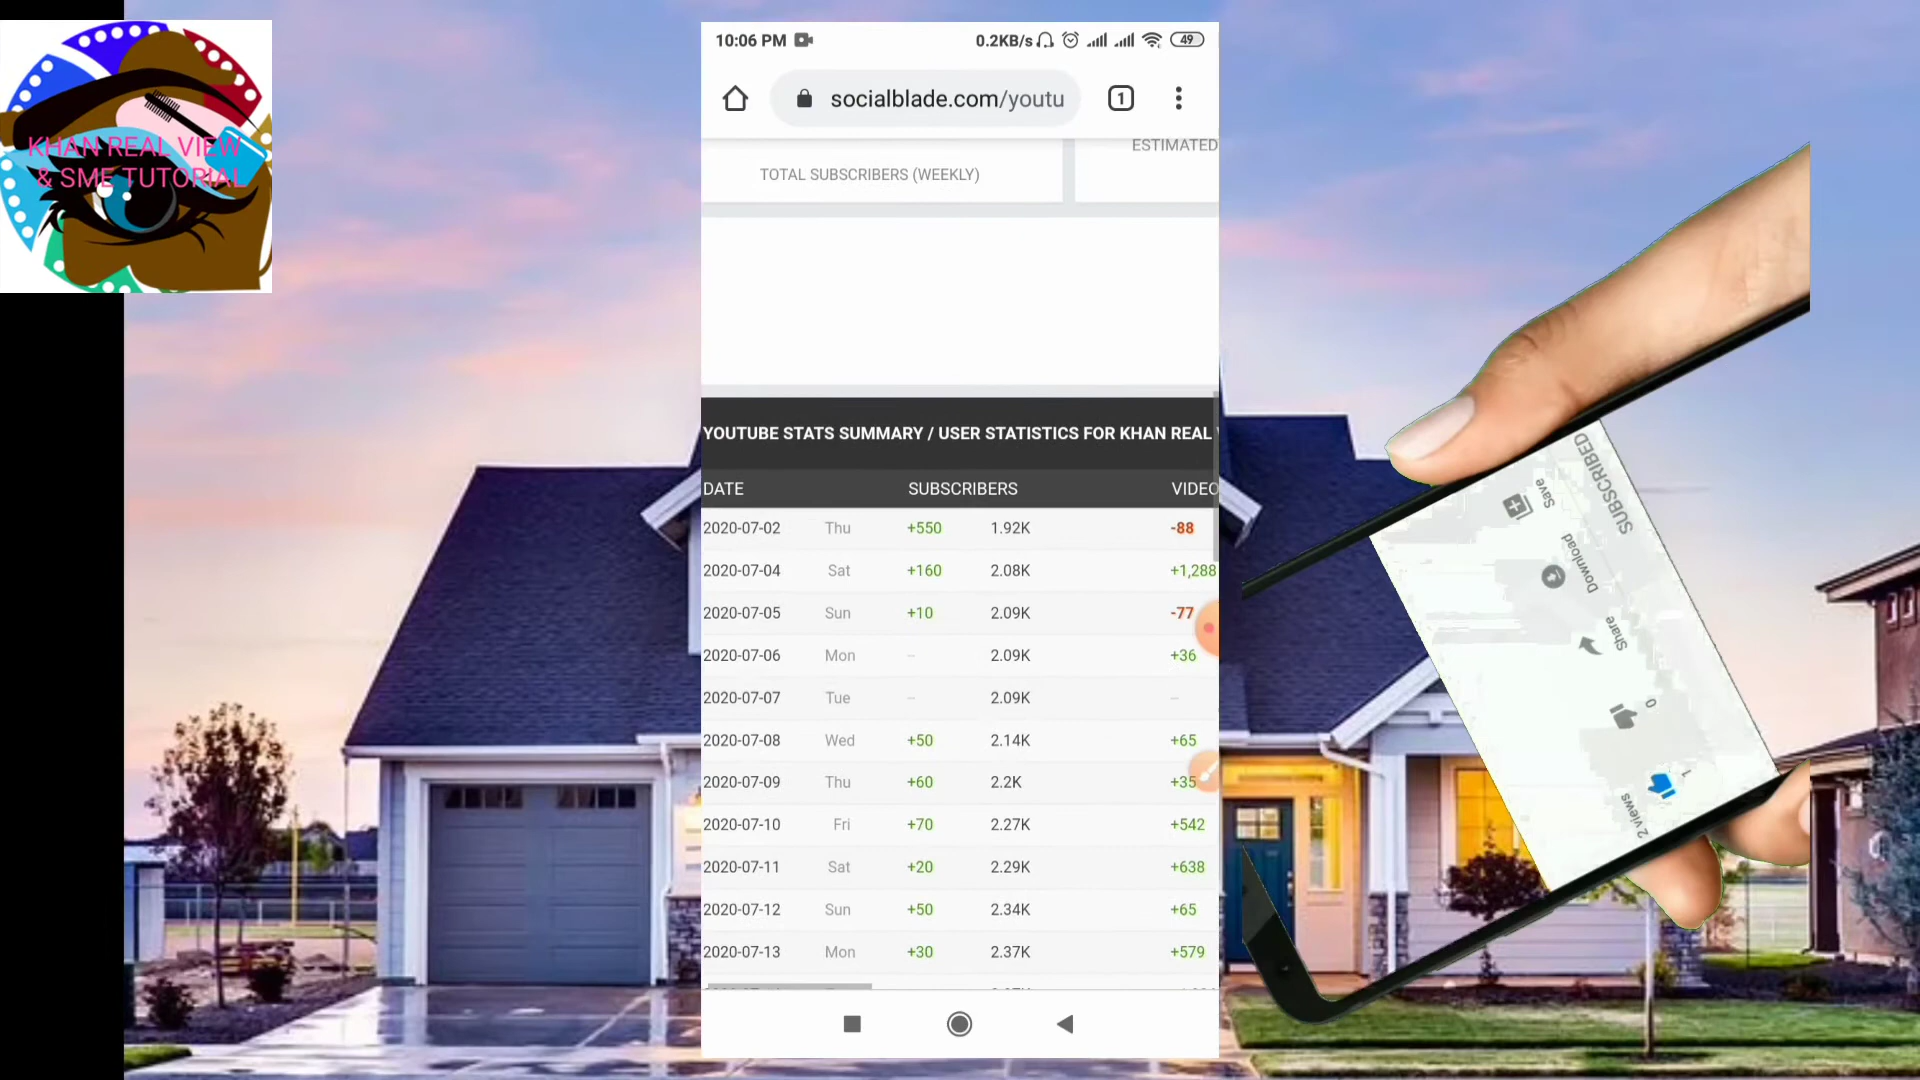 KHAN REAL VIEW
& SME TUTORIAL
10:06 PM
0.2KB/s
49
socialblade.com/youtu
1
ESTIMATED
TOTAL SUBSCRIBERS (WEEKLY)
YOUTUBE STATS SUMMARY / USER STATISTICS FOR KHAN REAL
DATE SUBSCRIBERS VIDEO
2020-07-02 Thu +550 1.92K -88
2020-07-04 Sat +160 2.08K +1,288
2020-07-05 Sun +10 2.09K -77
2020-07-06 Mon -- 2.09K +36
2020-07-07 Tue -- 2.09K --
2020-07-08 Wed +50 2.14K +65
2020-07-09 Thu +60 2.2K +35
2020-07-10 Fri +70 2.27K +542
2020-07-11 Sat +20 2.29K +638
2020-07-12 Sun +50 2.34K +65
2020-07-13 Mon +30 2.37K +579
SUBSCRIBED
Save
Download
Share
0
1
2 views